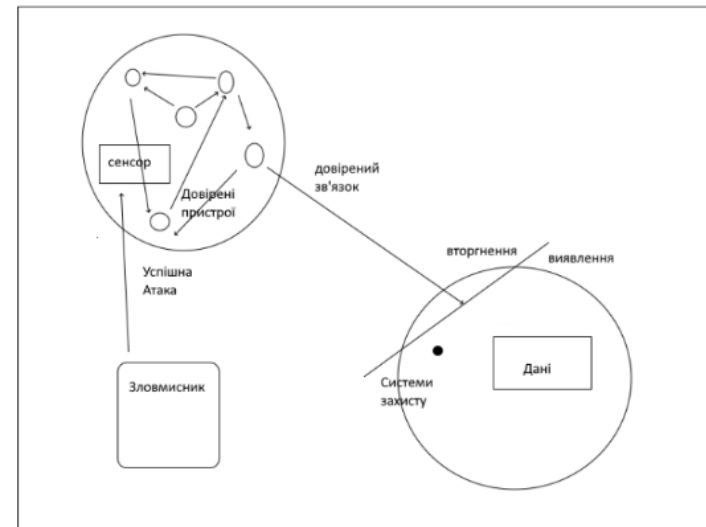 сенсор
Довірені
пристрої
довірений
зв'язок
вторгнення
виявлення
Успішна
Атака
Зловмисник
Системи
захисту
Дані